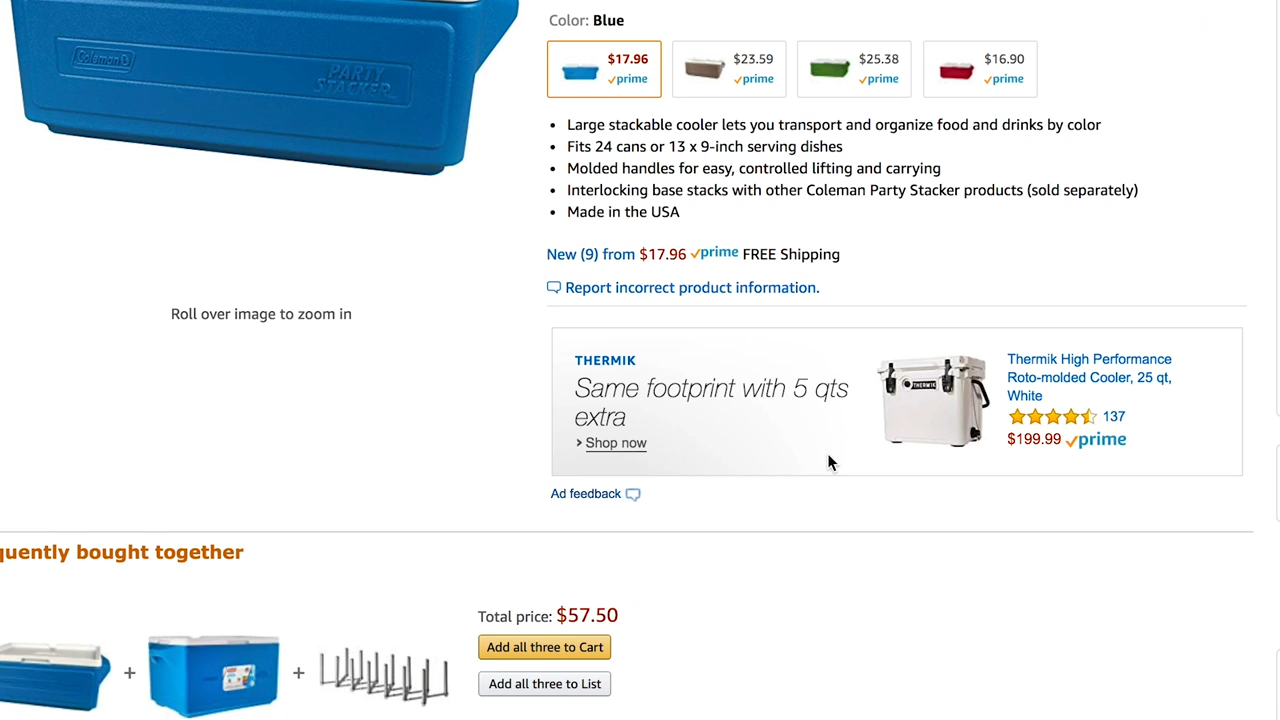 Color: Blue
$17.96
prime
$23.59
prime
$25.38
prime
$16.90
prime
Coleman
PARTY
STACKER
• Large stackable cooler lets you transport and organize food and drinks by color
• Fits 24 cans or 13 x 9-inch serving dishes
• Molded handles for easy, controlled lifting and carrying
• Interlocking base stacks with other Coleman Party Stacker products (sold separately)
• Made in the USA
New (9) from $17.96 prime FREE Shipping
Report incorrect product information.
Roll over image to zoom in
THERMIK
Same footprint with 5 qts
extra
› Shop now
THERMIK
Thermik High Performance
Roto-molded Cooler, 25 qt,
White
137
$199.99 prime
Ad feedback
quently bought together
Total price: $57.50
+
+
Add all three to Cart
Add all three to List